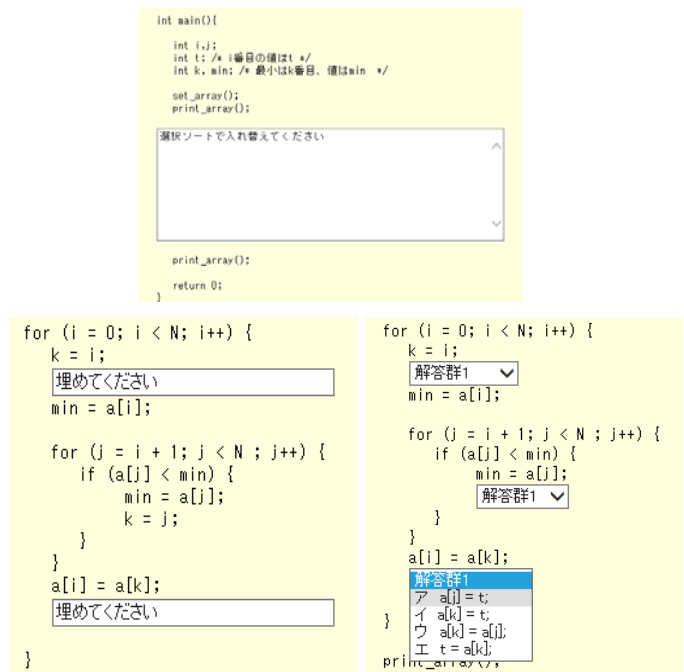 int main(){
int i,j;
int t; /* i番目の値はt */
int k, min; /* 最小はk番目、値はmin */
set_array();
print_array();
選択ソートで入れ替えてください
print_array();
return 0;
}
for (i = 0; i < N; i++) {
k = i;
埋めてください
min = a[i];
for (j = i + 1; j < N ; j++) {
if (a[j] < min) {
min = a[j];
k = j;
}
}
a[i] = a[k];
埋めてください
}
for (i = 0; i < N; i++) {
k = i;
解答群1
min = a[i];
for (j = i + 1; j < N ; j++) {
if (a[j] < min) {
min = a[j];
解答群1
}
}
a[i] = a[k];
解答群1
ア a[j] = t;
イ a[k] = t;
ウ a[k] = a[j];
エ t = a[k];
}
print_array();